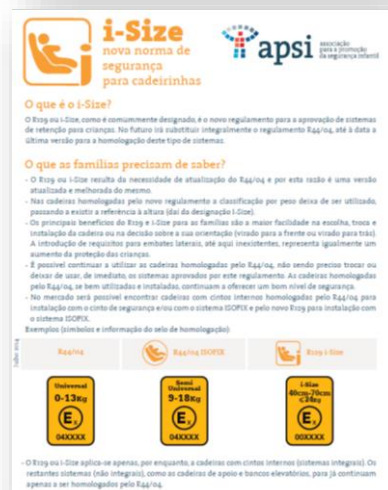 i-Size
nova norma de
segurança
para cadeirinhas
apsi
associação
para a promoção
da segurança infantil
O que é o i-Size?
O R129 ou i-Size, como é comummente designado, é o novo regulamento para a aprovação de sistemas
de retenção para crianças. No futuro irá substituir integralmente o regulamento R44/04, até à data a
última versão para a homologação deste tipo de sistemas.
O que as famílias precisam de saber?
- O R129 ou i-Size resulta da necessidade de atualização do R44/04 e por esta razão é uma versão
atualizada e melhorada do mesmo.
- Nas cadeiras homologadas pelo novo regulamento a classificação por peso deixa de ser utilizada,
passando a existir a referência à altura (daí da designação i-Size).
- Os principais benefícios do R129 e i-Size para as famílias são a maior facilidade na escolha, troca e
instalação da cadeira ou na decisão sobre a sua orientação (virado para a frente ou virado para trás).
A introdução de requisitos para embates laterais, até aqui inexistentes, representa igualmente um
aumento da proteção das crianças.
- É possível continuar a utilizar as cadeiras homologadas pelo R44/04, não sendo preciso trocar ou
deixar de usar, de imediato, os sistemas aprovados por este regulamento. As cadeiras homologadas
pelo R44/04, se bem utilizadas e instaladas, continuam a oferecer um bom nível de segurança.
- No mercado será possível encontrar cadeiras com cintos internos homologados pelo R44/04 para
instalação com o cinto de segurança e/ou com o sistema ISOFIX e pelo novo R129 para instalação com
o sistema ISOFIX.
Exemplos (símbolos e informação do selo de homologação):
R44/04
R44/04 ISOFIX
R129 i-Size
Universal
0-13Kg
E
04XXXX
Semi
Universal
9-18Kg
E
04XXXX
i-Size
40cm-70cm
≤24Kg
E
00XXXX
- O R129 ou i-Size aplica-se apenas, por enquanto, a cadeiras com cintos internos (sistemas integrais). Os
restantes sistemas (não integrais), como as cadeiras de apoio e bancos elevatórios, para já continuam
apenas a ser homologados pelo R44/04.